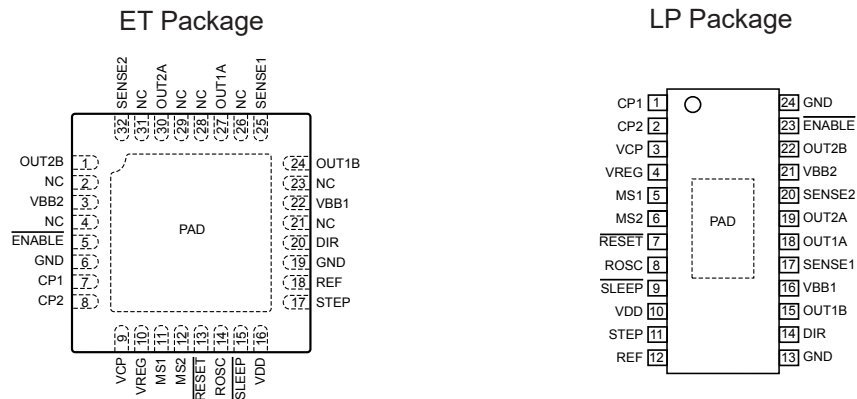 ET Package
LP Package
SENSE2
NC
OUT2A
NC
NC
OUT1A
NC
SENSE1
32
31
30
29
28
27
26
25
OUT2B 1
NC 2
VBB2 3
NC 4
ENABLE 5
GND 6
CP1 7
CP2 8
PAD
24 OUT1B
23 NC
22 VBB1
21 NC
20 DIR
19 GND
18 REF
17 STEP
9
10
11
12
13
14
15
16
VCP
VREG
MS1
MS2
RESET
ROSC
SLEEP
VDD
CP1 1
CP2 2
VCP 3
VREG 4
MS1 5
MS2 6
RESET 7
ROSC 8
SLEEP 9
VDD 10
STEP 11
REF 12
PAD
24 GND
23 ENABLE
22 OUT2B
21 VBB2
20 SENSE2
19 OUT2A
18 OUT1A
17 SENSE1
16 VBB1
15 OUT1B
14 DIR
13 GND